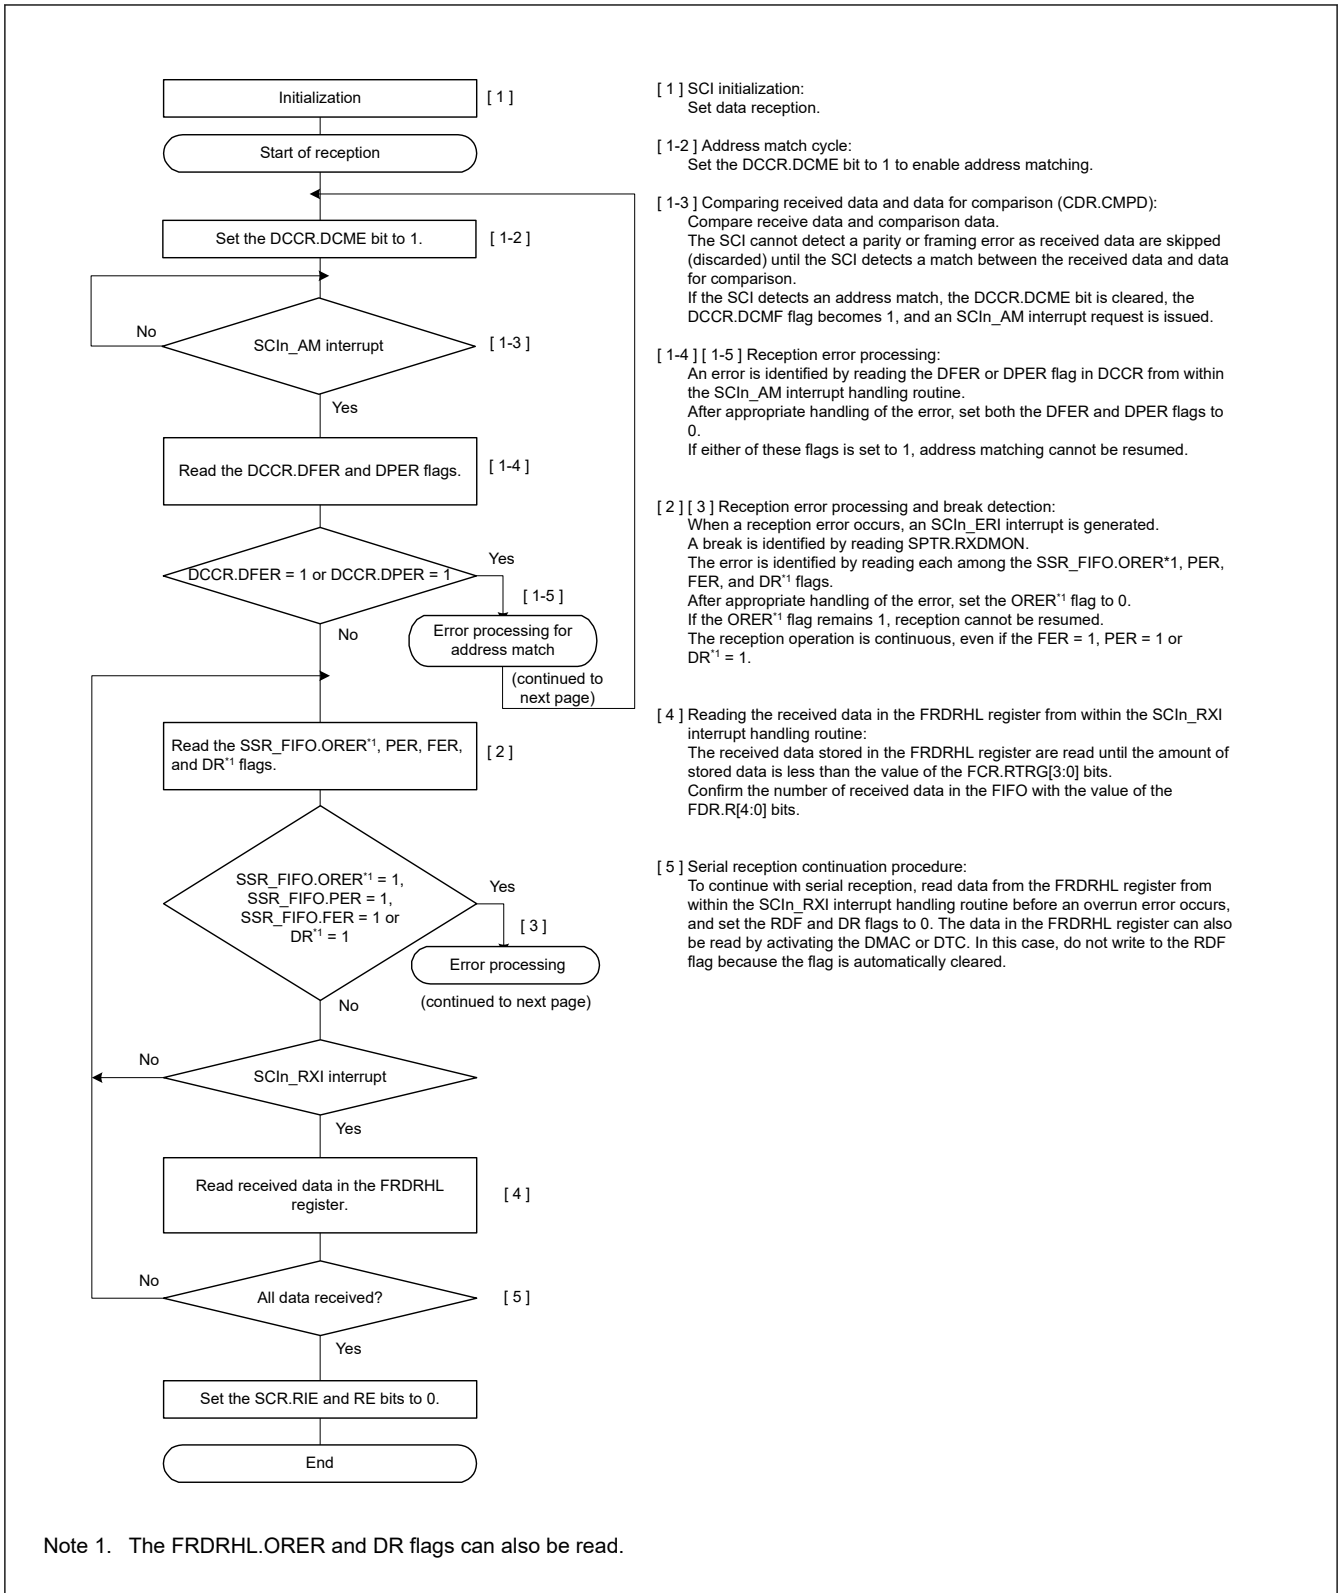 Initialization
[ 1 ]
Start of reception
Set the DCCR.DCME bit to 1.
[ 1-2 ]
No
SCIn_AM interrupt
[ 1-3 ]
Yes
Read the DCCR.DFER and DPER flags.
[ 1-4 ]
DCCR.DFER = 1 or DCCR.DPER = 1
Yes
[ 1-5 ]
No
Error processing for
address match
(continued to
next page)
Read the SSR_FIFO.ORER*1, PER, FER,
and DR*1 flags.
[ 2 ]
SSR_FIFO.ORER*1 = 1,
SSR_FIFO.PER = 1,
SSR_FIFO.FER = 1 or
DR*1 = 1
Yes
[ 3 ]
Error processing
(continued to next page)
No
No
SCIn_RXI interrupt
Yes
Read received data in the FRDRHL
register.
[ 4 ]
No
All data received?
[ 5 ]
Yes
Set the SCR.RIE and RE bits to 0.
End
[ 1 ] SCI initialization:
Set data reception.
[ 1-2 ] Address match cycle:
Set the DCCR.DCME bit to 1 to enable address matching.
[ 1-3 ] Comparing received data and data for comparison (CDR.CMPD):
Compare receive data and comparison data.
The SCI cannot detect a parity or framing error as received data are skipped
(discarded) until the SCI detects a match between the received data and data
for comparison.
If the SCI detects an address match, the DCCR.DCME bit is cleared, the
DCCR.DCMF flag becomes 1, and an SCIn_AM interrupt request is issued.
[ 1-4 ] [ 1-5 ] Reception error processing:
An error is identified by reading the DFER or DPER flag in DCCR from within
the SCIn_AM interrupt handling routine.
After appropriate handling of the error, set both the DFER and DPER flags to
0.
If either of these flags is set to 1, address matching cannot be resumed.
[ 2 ] [ 3 ] Reception error processing and break detection:
When a reception error occurs, an SCIn_ERI interrupt is generated.
A break is identified by reading SPTR.RXDMON.
The error is identified by reading each among the SSR_FIFO.ORER*1, PER,
FER, and DR*1 flags.
After appropriate handling of the error, set the ORER*1 flag to 0.
If the ORER*1 flag remains 1, reception cannot be resumed.
The reception operation is continuous, even if the FER = 1, PER = 1 or
DR*1 = 1.
[ 4 ] Reading the received data in the FRDRHL register from within the SCIn_RXI
interrupt handling routine:
The received data stored in the FRDRHL register are read until the amount of
stored data is less than the value of the FCR.RTRG[3:0] bits.
Confirm the number of received data in the FIFO with the value of the
FDR.R[4:0] bits.
[ 5 ] Serial reception continuation procedure:
To continue with serial reception, read data from the FRDRHL register from
within the SCIn_RXI interrupt handling routine before an overrun error occurs,
and set the RDF and DR flags to 0. The data in the FRDRHL register can also
be read by activating the DMAC or DTC. In this case, do not write to the RDF
flag because the flag is automatically cleared.
Note 1. The FRDRHL.ORER and DR flags can also be read.